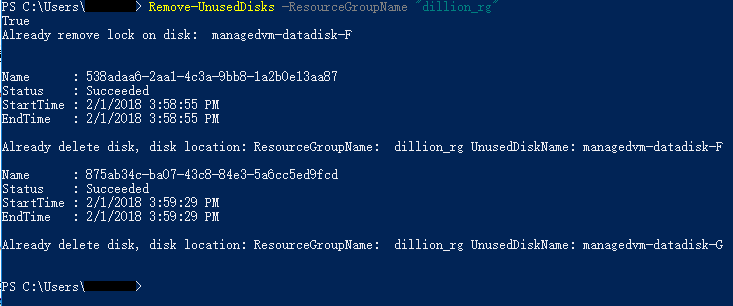 PS C:\Users\ > Remove-UnusedDisks -ResourceGroupName "dillion_rg"
True
Already remove lock on disk: managedvm-datadisk-F
Name : 538adaa6-2aa1-4c3a-9bb8-1a2b0e13aa87
Status : Succeeded
StartTime : 2/1/2018 3:58:55 PM
EndTime : 2/1/2018 3:58:55 PM
Already delete disk, disk location: ResourceGroupName: dillion_rg UnusedDiskName: managedvm-datadisk-F
Name : 875ab34c-ba07-43c8-84e3-5a6cc5ed9fcd
Status : Succeeded
StartTime : 2/1/2018 3:59:29 PM
EndTime : 2/1/2018 3:59:29 PM
Already delete disk, disk location: ResourceGroupName: dillion_rg UnusedDiskName: managedvm-datadisk-G
PS C:\Users\ >